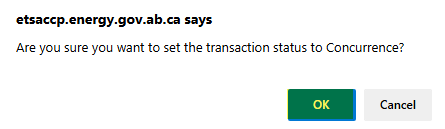 etsaccp.energy.gov.ab.ca says
Are you sure you want to set the transaction status to Concurrence?
OK Cancel